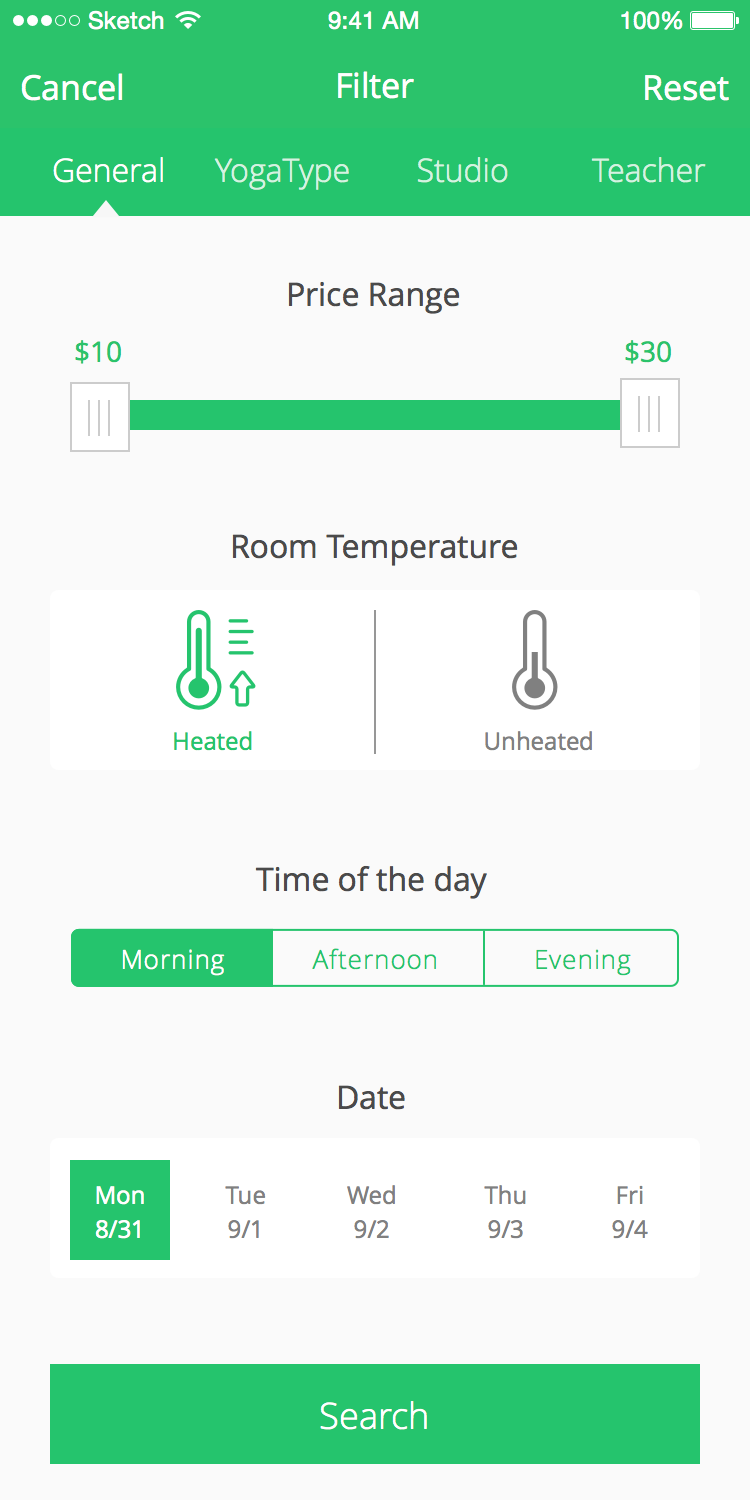 Sketch 9:41 AM 100%
Cancel Filter Reset
General YogaType Studio Teacher
Price Range
$10 $30
Room Temperature
Heated Unheated
Time of the day
Morning Afternoon Evening
Date
Mon Tue Wed Thu Fri
8/31 9/1 9/2 9/3 9/4
Search